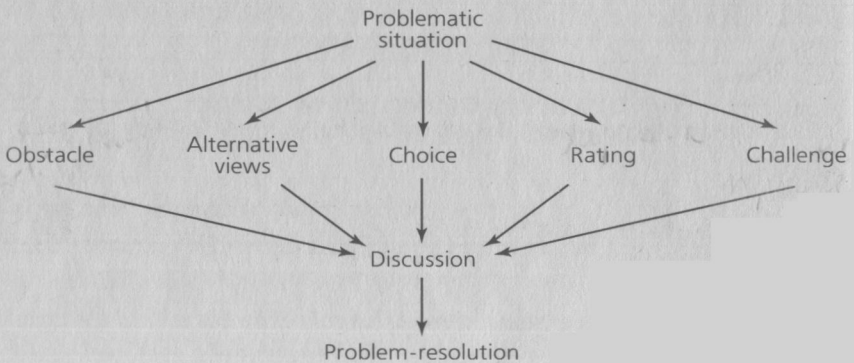 Problematic
situation
Obstacle
Alternative
views
Choice
Rating
Challenge
Discussion
Problem-resolution